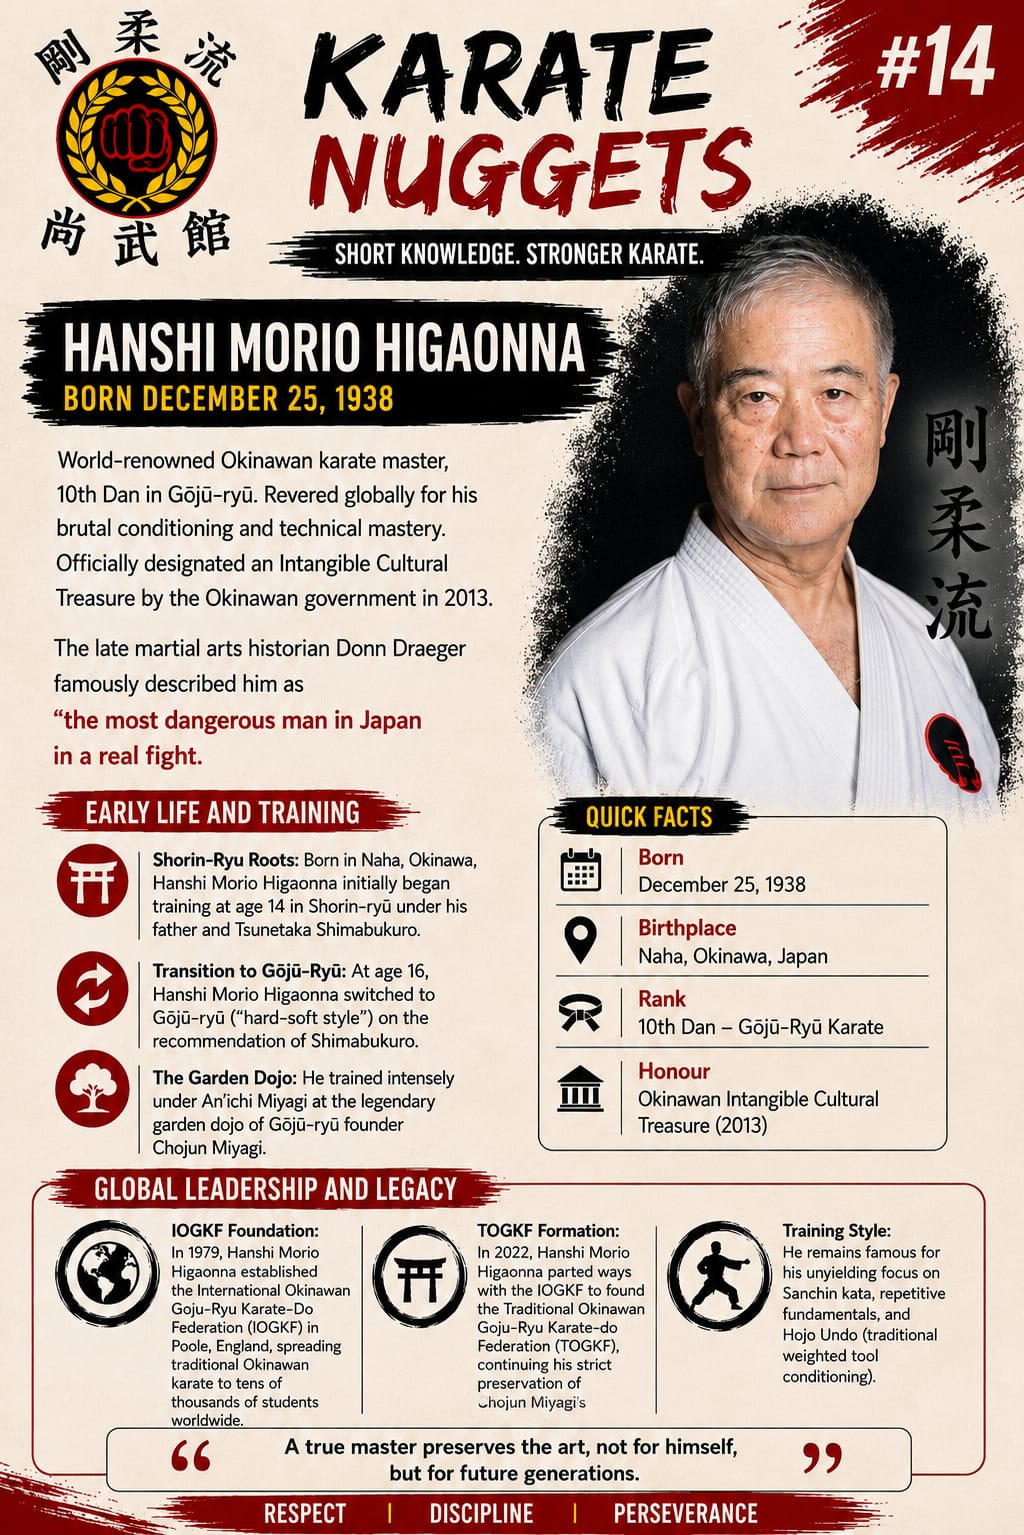 剛柔流
尚武館
KARATE
NUGGETS
#14
SHORT KNOWLEDGE. STRONGER KARATE.
HANSHI MORIO HIGAONNA
BORN DECEMBER 25, 1938
World-renowned Okinawan karate master,
10th Dan in Gōjū-ryū. Revered globally for his
brutal conditioning and technical mastery.
Officially designated an Intangible Cultural
Treasure by the Okinawan government in 2013.
The late martial arts historian Donn Draeger
famously described him as
“the most dangerous man in Japan
in a real fight.
剛柔流
EARLY LIFE AND TRAINING
Shorin-Ryu Roots: Born in Naha, Okinawa,
Hanshi Morio Higaonna initially began
training at age 14 in Shorin-ryū under his
father and Tsunetaka Shimabukuro.
Transition to Gōjū-Ryū: At age 16,
Hanshi Morio Higaonna switched to
Gōjū-ryū (“hard-soft style”) on the
recommendation of Shimabukuro.
The Garden Dojo: He trained intensely
under An’ichi Miyagi at the legendary
garden dojo of Gōjū-ryū founder
Chojun Miyagi.
QUICK FACTS
Born
December 25, 1938
Birthplace
Naha, Okinawa, Japan
Rank
10th Dan – Gōjū-Ryū Karate
Honour
Okinawan Intangible Cultural
Treasure (2013)
GLOBAL LEADERSHIP AND LEGACY
IOGKF Foundation:
In 1979, Hanshi Morio
Higaonna established
the International Okinawan
Goju-Ryu Karate-Do
Federation (IOGKF) in
Poole, England, spreading
traditional Okinawan
karate to tens of
thousands of students
worldwide.
TOGKF Formation:
In 2022, Hanshi Morio
Higaonna parted ways
with the IOGKF to found
the Traditional Okinawan
Goju-Ryu Karate-do
Federation (TOGKF),
continuing his strict
preservation of
Chojun Miyagi’s
Training Style:
He remains famous for
his unyielding focus on
Sanchin kata, repetitive
fundamentals, and
Hojo Undo (traditional
weighted tool
conditioning).
“ A true master preserves the art, not for himself,
but for future generations. ”
RESPECT | DISCIPLINE | PERSEVERANCE